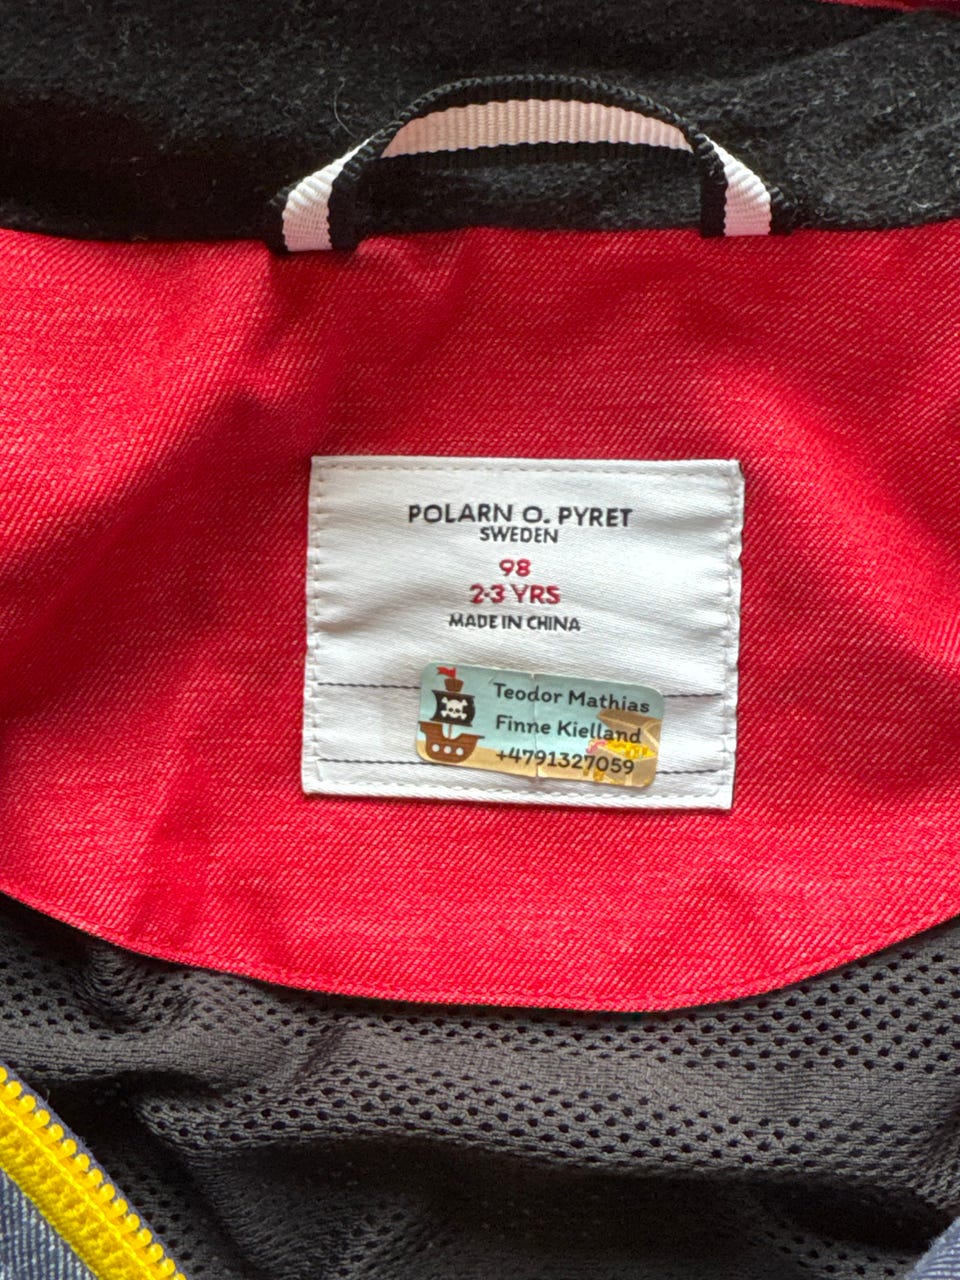 POLARN O. PYRET
SWEDEN
98
2-3 YRS
MADE IN CHINA
Teodor Mathias
Finne Kielland
+4791327059